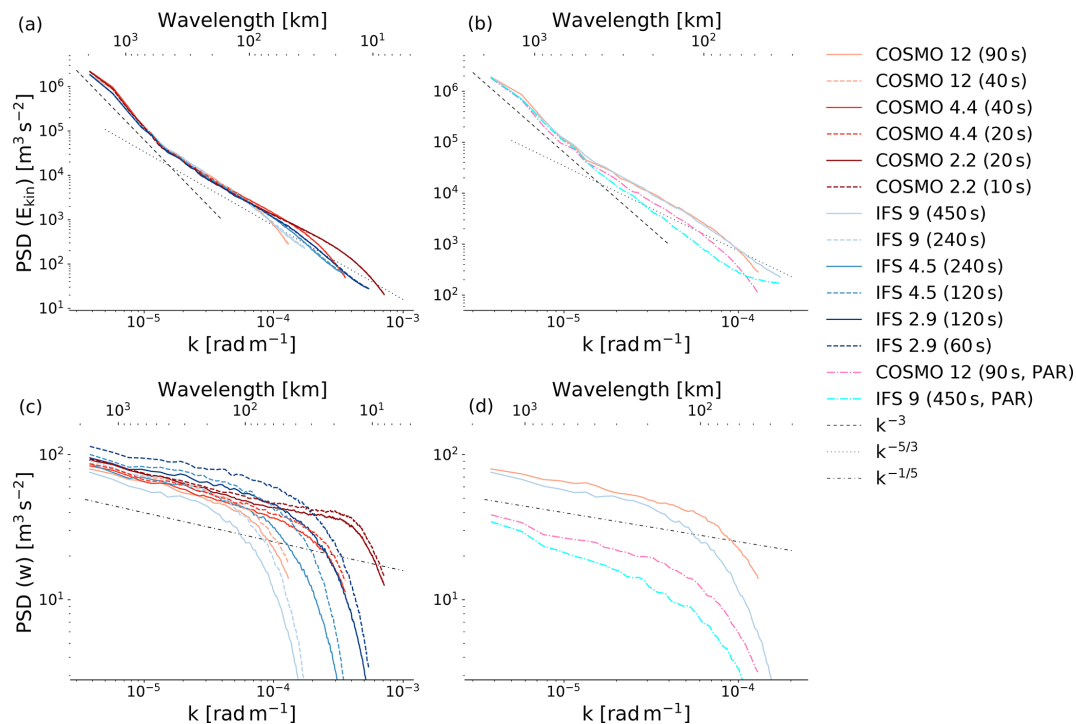 (a)
Wavelength [km]
10³ 10² 10¹
PSD (E_kin) [m³ s⁻²]
10⁶
10⁵
10⁴
10³
10²
10¹
10⁻⁵ 10⁻⁴ 10⁻³
k [rad m⁻¹]
(b)
Wavelength [km]
10³ 10²
10⁶
10⁵
10⁴
10³
10²
10⁻⁵ 10⁻⁴
k [rad m⁻¹]
COSMO 12 (90 s)
COSMO 12 (40 s)
COSMO 4.4 (40 s)
COSMO 4.4 (20 s)
COSMO 2.2 (20 s)
COSMO 2.2 (10 s)
IFS 9 (450 s)
IFS 9 (240 s)
IFS 4.5 (240 s)
IFS 4.5 (120 s)
IFS 2.9 (120 s)
IFS 2.9 (60 s)
COSMO 12 (90 s, PAR)
IFS 9 (450 s, PAR)
k⁻³
k⁻⁵/³
k⁻¹/⁵
(c)
Wavelength [km]
10³ 10² 10¹
PSD (w) [m³ s⁻²]
10²
10¹
10⁻⁵ 10⁻⁴ 10⁻³
k [rad m⁻¹]
(d)
Wavelength [km]
10³ 10²
10²
10¹
10⁻⁵ 10⁻⁴
k [rad m⁻¹]